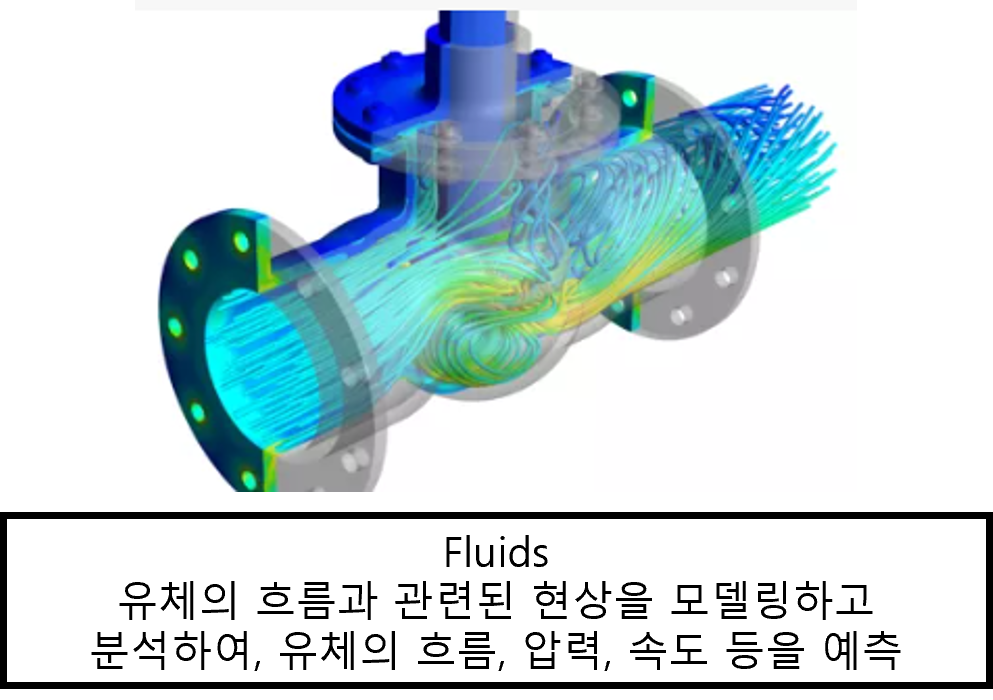 Fluids
유체의 흐름과 관련된 현상을 모델링하고
분석하여, 유체의 흐름, 압력, 속도 등을 예측